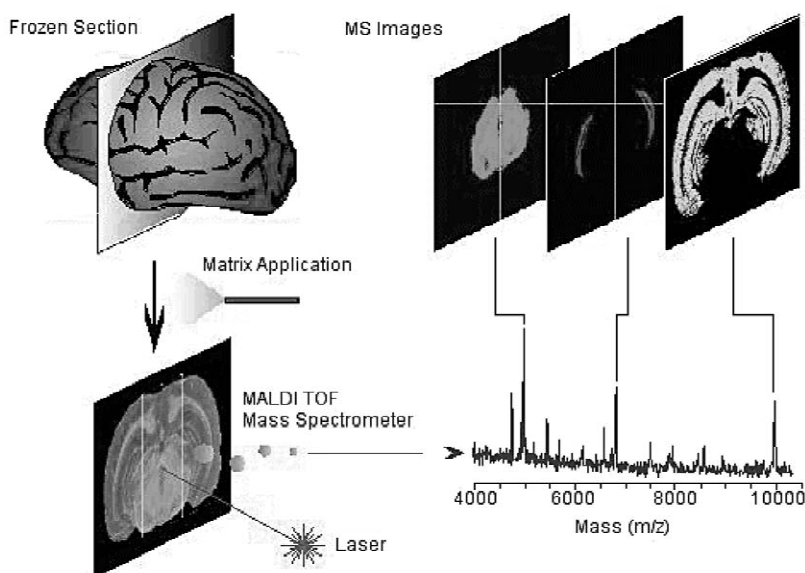 Frozen Section
MS Images
Matrix Application
MALDI TOF
Mass Spectrometer
Laser
4000 6000 8000 10000
Mass (m/z)